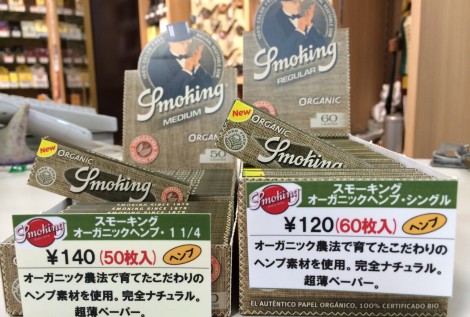 Smoking
MEDIUM
ORGANIC
50
Smoking
REGULAR
ORGANIC
60
New
ORGANIC
Smoking
New
ORGANIC
Smoking
SMOKING SINCE 1879
Smoking
スモーキング
オーガニックヘンプ・11/4
¥140(50枚入)
ヘンプ
オーガニック農法で育てたこだわりの
ヘンプ素材を使用。完全ナチュラル。
超薄ペーパー。
Smoking
スモーキング
オーガニックヘンプ・シングル
¥120(60枚入)
ヘンプ
オーガニック農法で育てたこだわりの
ヘンプ素材を使用。完全ナチュラル。
超薄ペーパー。
EL AUTÉNTICO PAPEL ORGÁNICO, 100% CERTIFICADO BIO